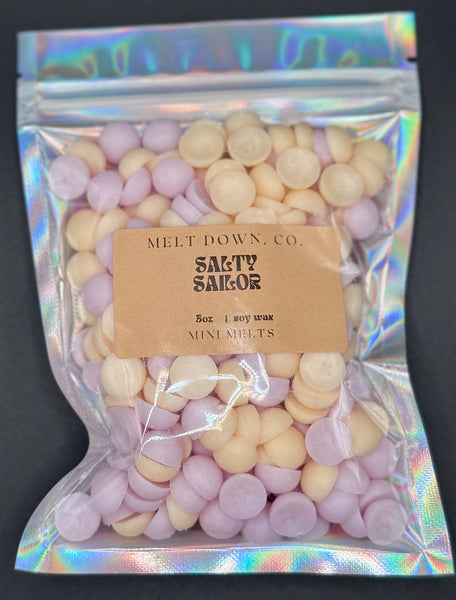 MELT DOWN. CO.
SALTY
SAILOR
5oz | soy wax
MINI MELTS